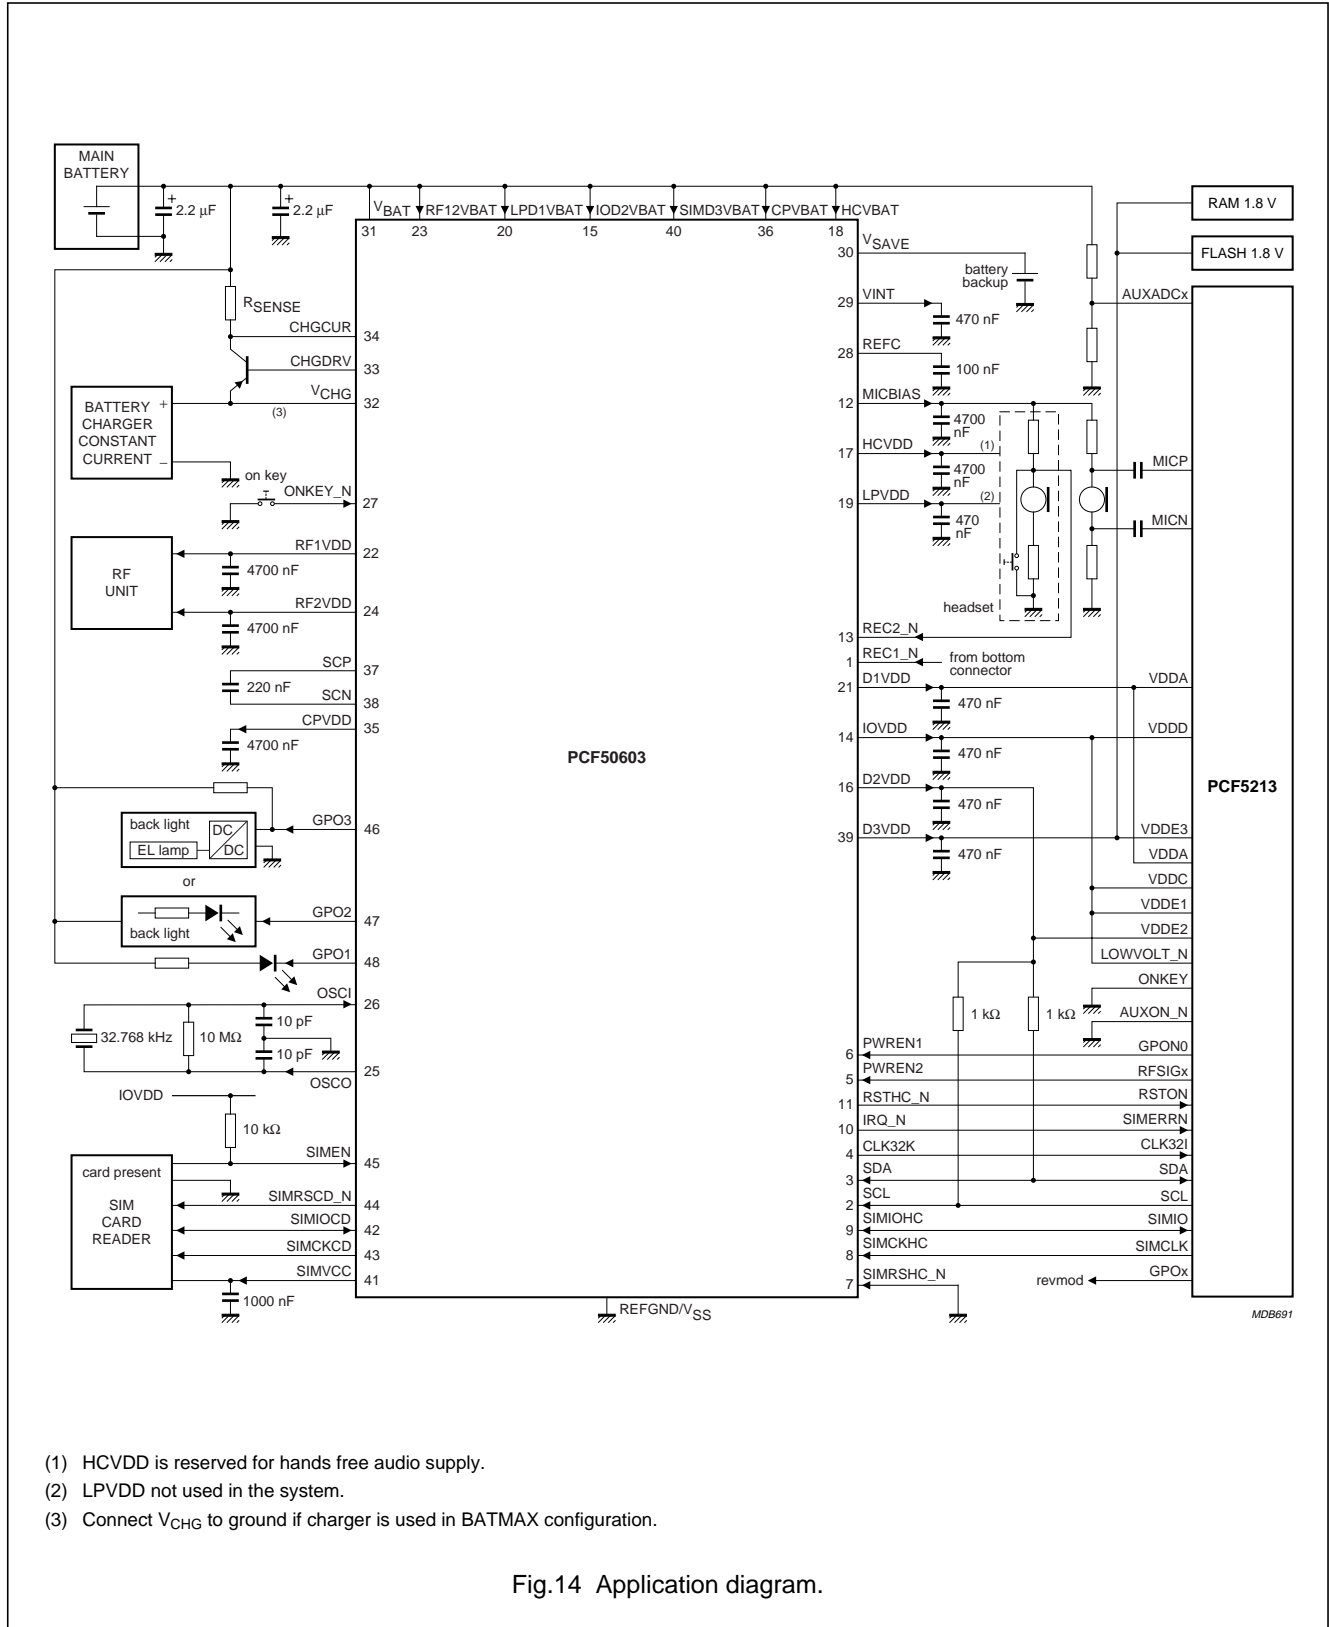 MAIN
BATTERY
2.2 μF
2.2 μF
VBAT RF12VBAT LPD1VBAT IOD2VBAT SIMD3VBAT CPVBAT HCVBAT
31 23 20 15 40 36 18
RAM 1.8 V
FLASH 1.8 V
30 VSAVE
battery
backup
29 VINT
470 nF
AUXADCx
RSENSE
CHGCUR
34
28 REFC
100 nF
CHGDRV
33
VCHG
32
(3)
BATTERY +
CHARGER
CONSTANT
CURRENT –
12 MICBIAS
4700
nF
17 HCVDD
(1)
4700
nF
MICP
on key
ONKEY_N
27
19 LPVDD
(2)
470
nF
MICN
RF
UNIT
RF1VDD
22
4700 nF
RF2VDD
24
4700 nF
headset
13 REC2_N
1 REC1_N
from bottom
connector
SCP
37
220 nF
SCN
38
21 D1VDD
VDDA
470 nF
CPVDD
35
4700 nF
14 IOVDD
VDDD
470 nF
PCF50603
PCF5213
16 D2VDD
470 nF
back light
EL lamp
DC
DC
GPO3
46
39 D3VDD
VDDE3
470 nF
VDDA
or
VDDC
back light
GPO2
47
VDDE1
VDDE2
GPO1
48
LOWVOLT_N
OSCI
26
ONKEY
32.768 kHz
10 MΩ
10 pF
10 pF
1 kΩ
1 kΩ
AUXON_N
25
OSCO
6 PWREN1
GPON0
5 PWREN2
RFSIGx
IOVDD
11 RSTHC_N
RSTON
10 kΩ
10 IRQ_N
SIMERRN
SIMEN
45
4 CLK32K
CLK32I
card present
SIM
CARD
READER
3 SDA
SDA
SIMRSCD_N
44
2 SCL
SCL
SIMIOCD
42
9 SIMIOHC
SIMIO
SIMCKCD
43
8 SIMCKHC
SIMCLK
SIMVCC
41
1000 nF
7 SIMRSHC_N
revmod
GPOx
REFGND/VSS
MDB691
(1) HCVDD is reserved for hands free audio supply.
(2) LPVDD not used in the system.
(3) Connect VCHG to ground if charger is used in BATMAX configuration.
Fig.14 Application diagram.